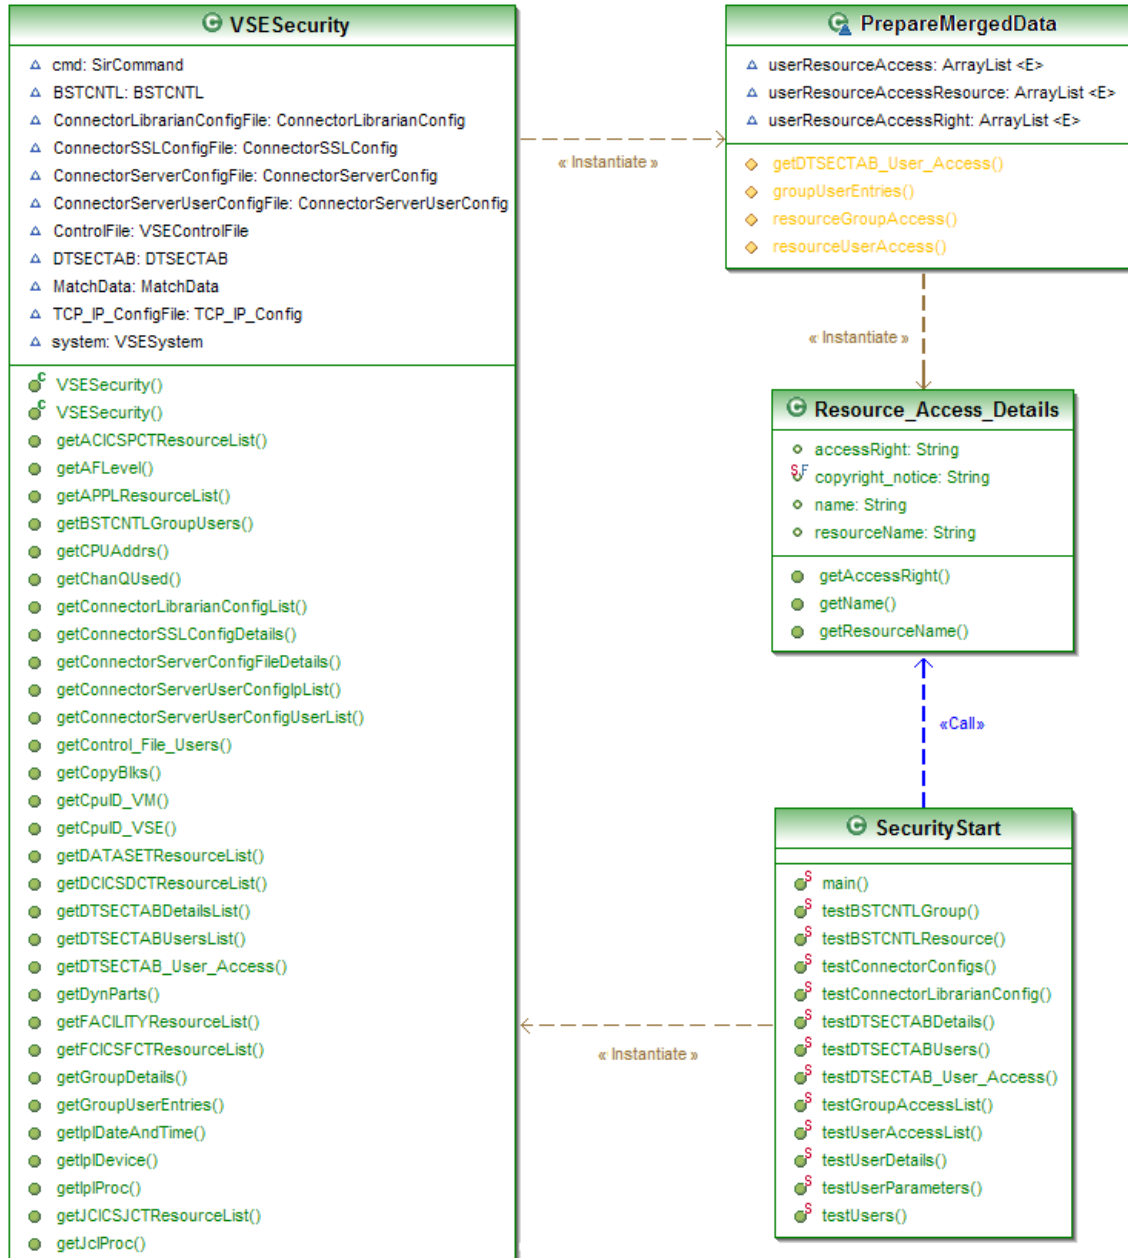 VSESecurity
cmd: SirCommand
BSTCNTL: BSTCNTL
ConnectorLibrarianConfigFile: ConnectorLibrarianConfig
ConnectorSSLConfigFile: ConnectorSSLConfig
ConnectorServerConfigFile: ConnectorServerConfig
ConnectorServerUserConfigFile: ConnectorServerUserConfig
ControlFile: VSEControlFile
DTSECTAB: DTSECTAB
MatchData: MatchData
TCP_IP_ConfigFile: TCP_IP_Config
system: VSESystem
VSESecurity()
VSESecurity()
getACICSPCTResourceList()
getAFLevel()
getAPPLResourceList()
getBSTCNTLGroupUsers()
getCPUAddrs()
getChanQUsed()
getConnectorLibrarianConfigList()
getConnectorSSLConfigDetails()
getConnectorServerConfigFileDetails()
getConnectorServerUserConfigIpList()
getConnectorServerUserConfigUserList()
getControl_File_Users()
getCopyBlks()
getCpuID_VM()
getCpuID_VSE()
getDATASETResourceList()
getDCICSDCTResourceList()
getDTSECTABDetailsList()
getDTSECTABUsersList()
getDTSECTAB_User_Access()
getDynParts()
getFACILITYResourceList()
getFCICSFCTResourceList()
getGroupDetails()
getGroupUserEntries()
getIplDateAndTime()
getIplDevice()
getIplProc()
getJCICSJCTResourceList()
getJclProc()
« Instantiate »
PrepareMergedData
userResourceAccess: ArrayList <E>
userResourceAccessResource: ArrayList <E>
userResourceAccessRight: ArrayList <E>
getDTSECTAB_User_Access()
groupUserEntries()
resourceGroupAccess()
resourceUserAccess()
« Instantiate »
Resource_Access_Details
accessRight: String
copyright_notice: String
name: String
resourceName: String
getAccessRight()
getName()
getResourceName()
«Call»
SecurityStart
main()
testBSTCNTLGroup()
testBSTCNTLResource()
testConnectorConfigs()
testConnectorLibrarianConfig()
testDTSECTABDetails()
testDTSECTABUsers()
testDTSECTAB_User_Access()
testGroupAccessList()
testUserAccessList()
testUserDetails()
testUserParameters()
testUsers()
« Instantiate »